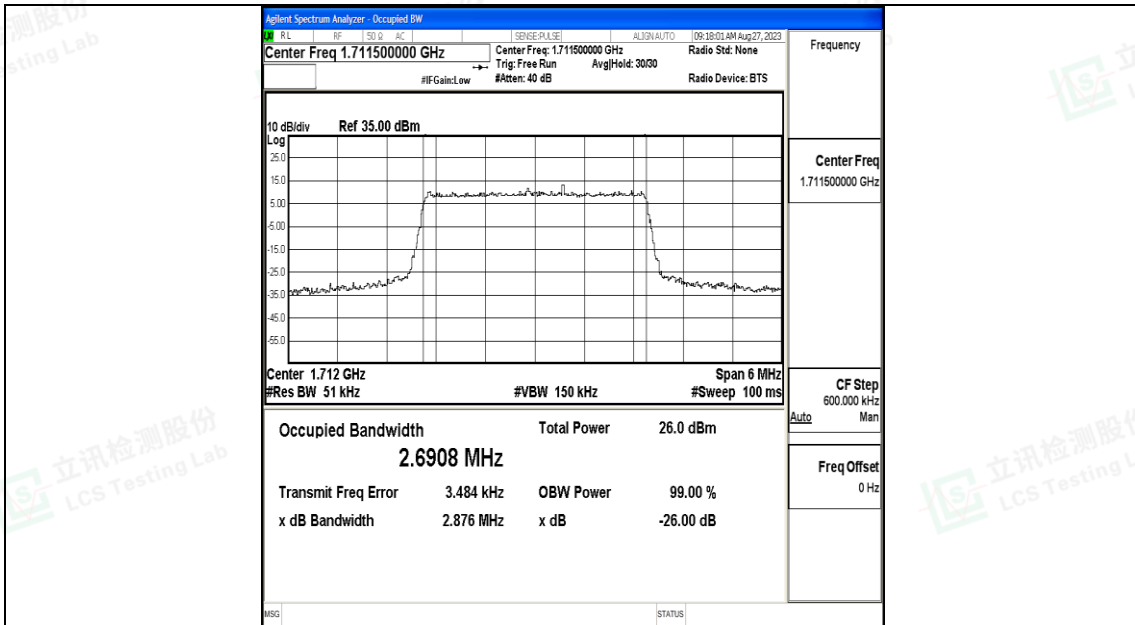 Agilent Spectrum Analyzer - Occupied BW
RL RF 50 Ω AC SENSE:PULSE ALIGN AUTO 09:18:01 AM Aug 27, 2023
Center Freq 1.711500000 GHz
Center Freq: 1.711500000 GHz Radio Std: None
Trig: Free Run Avg|Hold: 30/30
#IFGain:Low #Atten: 40 dB Radio Device: BTS
10 dB/div Ref 35.00 dBm
Log
25.0
15.0
5.00
-5.00
-15.0
-25.0
-35.0
-45.0
-55.0
Center 1.712 GHz Span 6 MHz
#Res BW 51 kHz #VBW 150 kHz #Sweep 100 ms
Occupied Bandwidth Total Power 26.0 dBm
2.6908 MHz
Transmit Freq Error 3.484 kHz OBW Power 99.00 %
x dB Bandwidth 2.876 MHz x dB -26.00 dB
MSG STATUS
Frequency
Center Freq
1.711500000 GHz
CF Step
600.000 kHz
Auto Man
Freq Offset
0 Hz
立讯检测股份
LCS Testing Lab
立讯检测股份
LCS Testing L